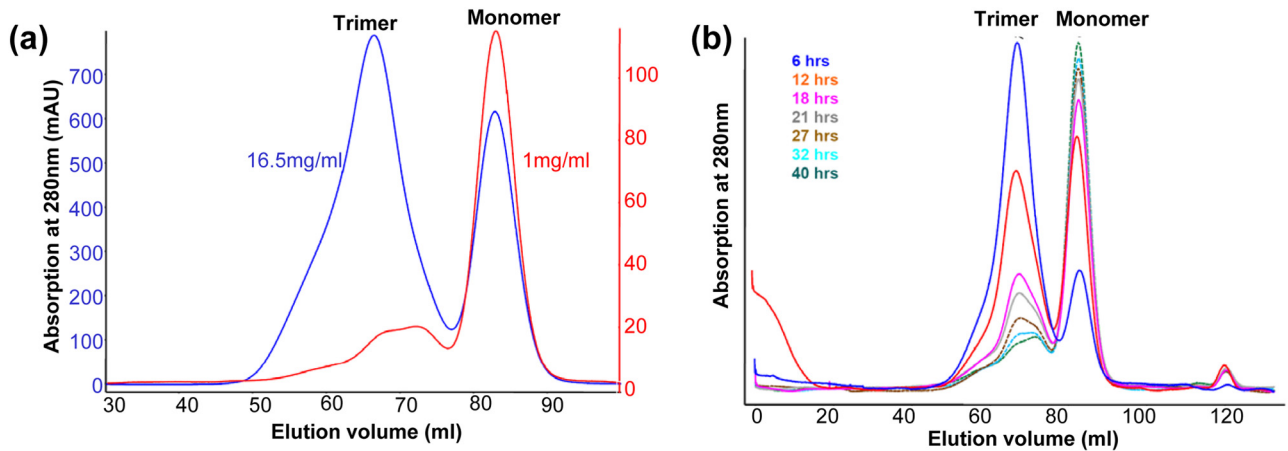 (a)
Trimer
Monomer
Absorption at 280nm (mAU)
700
600
500
400
300
200
100
0
16.5mg/ml
1mg/ml
100
80
60
40
20
0
30 40 50 60 70 80 90
Elution volume (ml)
(b)
Trimer
Monomer
Absorption at 280nm
6 hrs
12 hrs
18 hrs
21 hrs
27 hrs
32 hrs
40 hrs
0 20 40 60 80 100 120
Elution volume (ml)